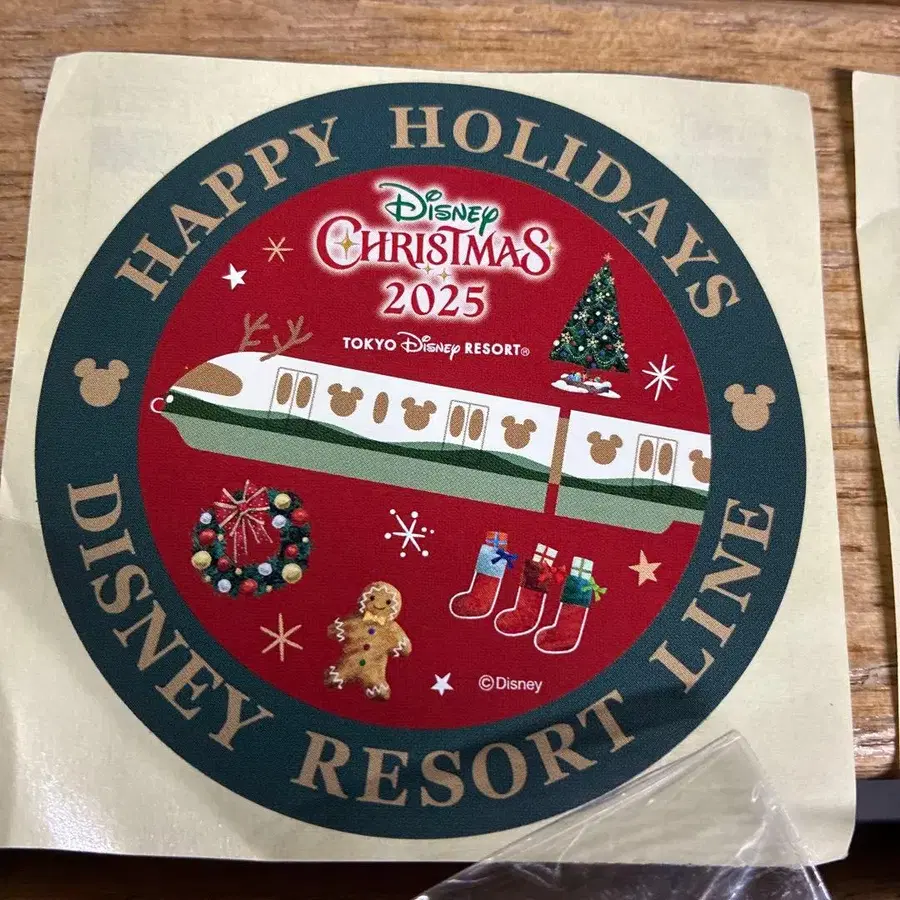 HAPPY HOLIDAYS
Disney
CHRISTMAS
2025
TOKYO Disney RESORT®
©Disney
DISNEY RESORT LINE